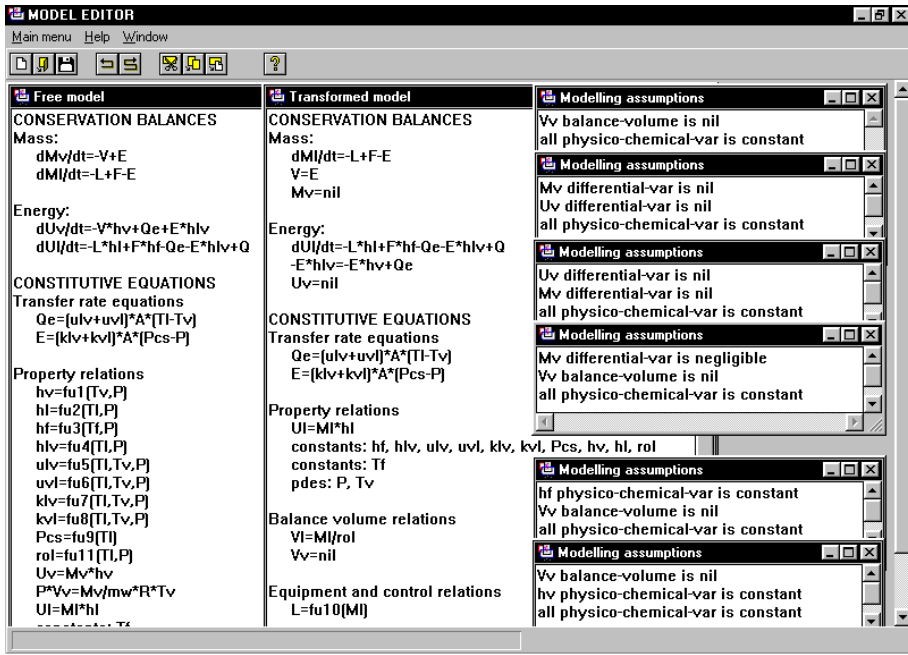 MODEL EDITOR
Main menu Help Window
Free model
CONSERVATION BALANCES
Mass:
dMv/dt=-V+E
dMl/dt=-L+F-E
Energy:
dUv/dt=-V*hv+Qe+E*hlv
dUl/dt=-L*hl+F*hf-Qe-E*hlv+Q
CONSTITUTIVE EQUATIONS
Transfer rate equations
Qe=(ulv+uvl)*A*(Tl-Tv)
E=(klv+kvl)*A*(Pcs-P)
Property relations
hv=fu1(Tv,P)
hl=fu2(Tl,P)
hf=fu3(Tf,P)
hlv=fu4(Tl,P)
ulv=fu5(Tl,Tv,P)
uvl=fu6(Tl,Tv,P)
klv=fu7(Tl,Tv,P)
kvl=fu8(Tl,Tv,P)
Pcs=fu9(Tl)
rol=fu11(Tl,P)
Uv=Mv*hv
P*Vv=Mv/mw*R*Tv
Ul=Ml*hl
Transformed model
CONSERVATION BALANCES
Mass:
dMl/dt=-L+F-E
V=E
Mv=nil
Energy:
dUl/dt=-L*hl+F*hf-Qe-E*hlv+Q
-E*hlv=-E*hv+Qe
Uv=nil
CONSTITUTIVE EQUATIONS
Transfer rate equations
Qe=(ulv+uvl)*A*(Tl-Tv)
E=(klv+kvl)*A*(Pcs-P)
Property relations
Ul=Ml*hl
constants: hf, hlv, ulv, uvl, klv, kvl, Pcs, hv, hl, rol
constants: Tf
pdes: P, Tv
Balance volume relations
Vl=Ml/rol
Vv=nil
Equipment and control relations
L=fu10(Ml)
Modelling assumptions
Vv balance-volume is nil
all physico-chemical-var is constant
Modelling assumptions
Mv differential-var is nil
Uv differential-var is nil
all physico-chemical-var is constant
Modelling assumptions
Uv differential-var is nil
Mv differential-var is nil
all physico-chemical-var is constant
Modelling assumptions
Mv differential-var is negligible
Vv balance-volume is nil
all physico-chemical-var is constant
Modelling assumptions
hf physico-chemical-var is constant
Vv balance-volume is nil
all physico-chemical-var is constant
Modelling assumptions
Vv balance-volume is nil
hv physico-chemical-var is constant
all physico-chemical-var is constant